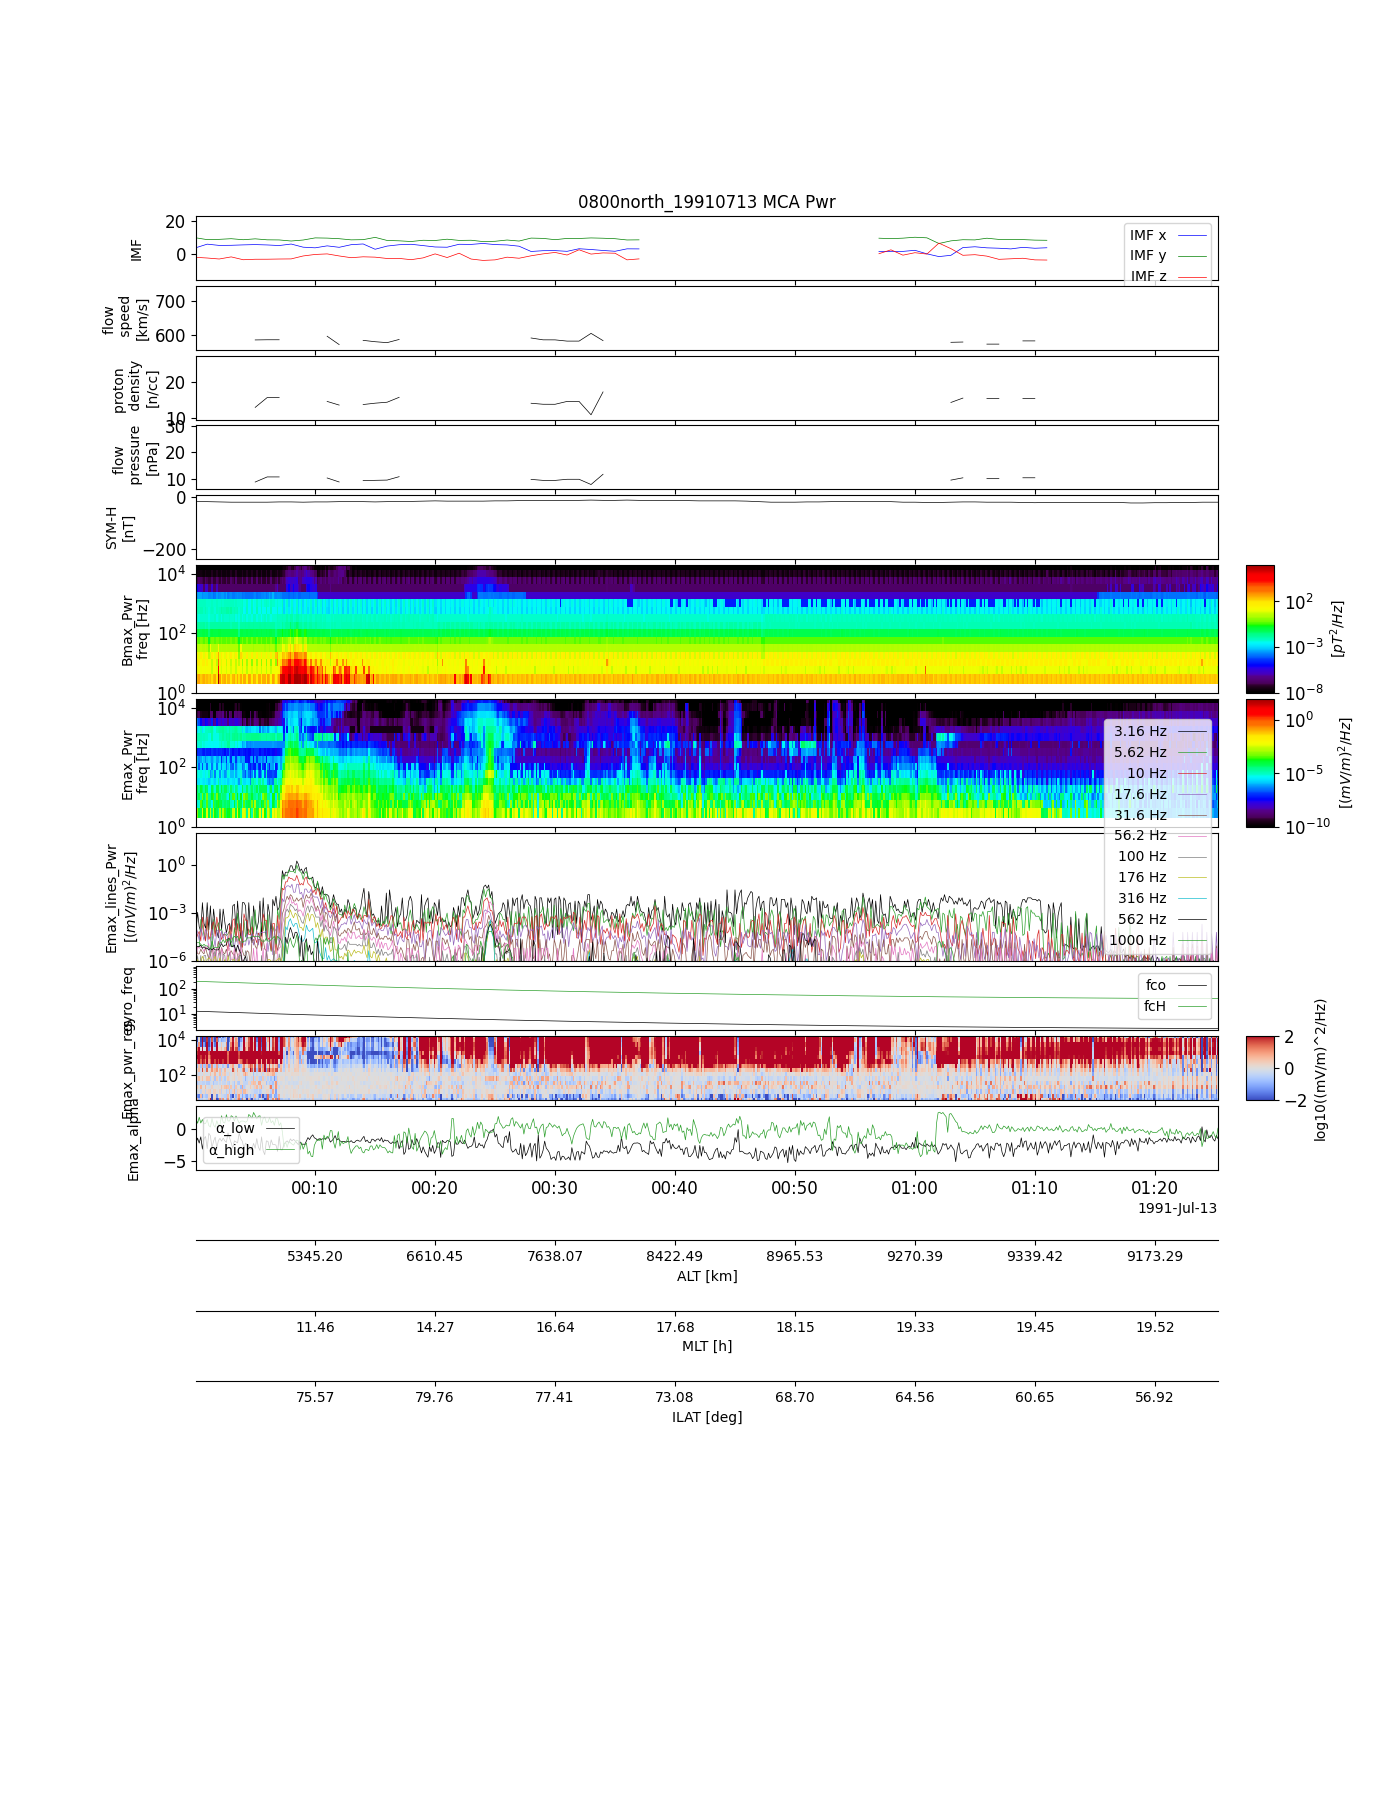 0800north_19910713 MCA Pwr
IMF
20
0
IMF x
IMF y
IMF z
flow
speed
[km/s]
700
600
proton
density
[n/cc]
20
10
flow
pressure
[nPa]
30
20
10
SYM-H
[nT]
0
−200
Bmax_Pwr
freq [Hz]
10^4
10^2
10^0
10^2
10^−3
10^−8
[pT^2/Hz]
Emax_Pwr
freq [Hz]
10^4
10^2
10^0
10^0
10^−5
10^−10
[(mV/m)^2/Hz]
3.16 Hz
5.62 Hz
10 Hz
17.6 Hz
31.6 Hz
56.2 Hz
100 Hz
176 Hz
316 Hz
562 Hz
1000 Hz
Emax_lines_Pwr
[(mV/m)^2/Hz]
10^0
10^−3
10^−6
gyro_freq
10^2
10^1
fco
fcH
Emax_pwr_reg
10^4
10^2
2
0
−2
log10((mV/m)^2/Hz)
Emax_alpha
0
−5
α_low
α_high
00:10 00:20 00:30 00:40 00:50 01:00 01:10 01:20
1991-Jul-13
5345.20 6610.45 7638.07 8422.49 8965.53 9270.39 9339.42 9173.29
ALT [km]
11.46 14.27 16.64 17.68 18.15 19.33 19.45 19.52
MLT [h]
75.57 79.76 77.41 73.08 68.70 64.56 60.65 56.92
ILAT [deg]